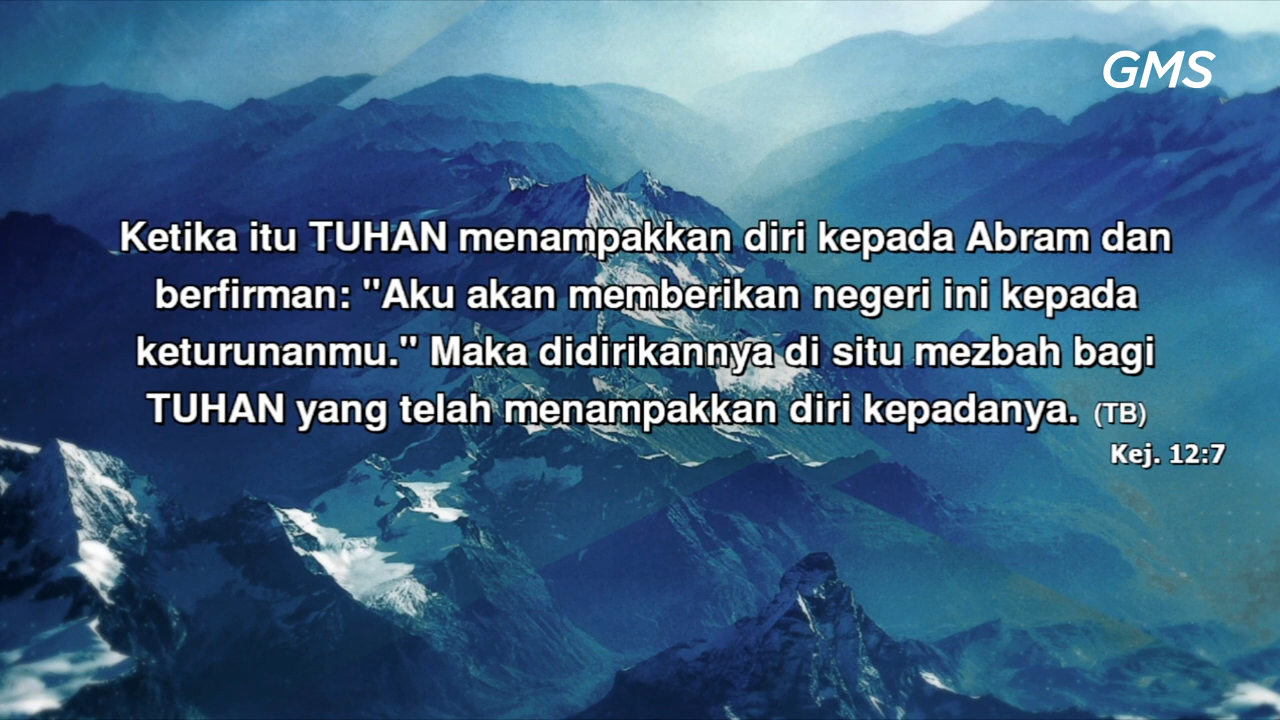 GMS
Ketika itu TUHAN menampakkan diri kepada Abram dan
berfirman: "Aku akan memberikan negeri ini kepada
keturunanmu." Maka didirikannya di situ mezbah bagi
TUHAN yang telah menampakkan diri kepadanya. (TB)
Kej. 12:7